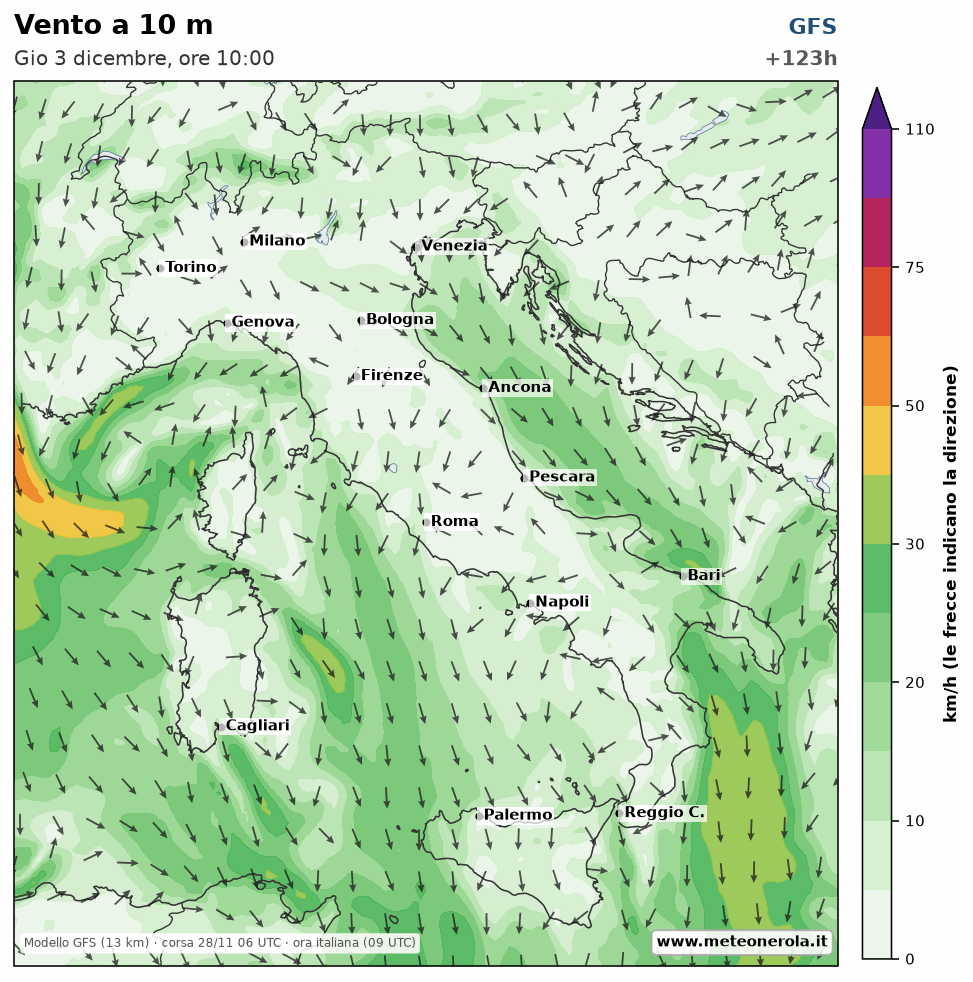 Vento a 10 m
GFS
Gio 3 dicembre, ore 10:00
+123h
Milano
Venezia
Torino
Genova
Bologna
Firenze
Ancona
Pescara
Roma
Bari
Napoli
Cagliari
Palermo
Reggio C.
Modello GFS (13 km) · corsa 28/11 06 UTC · ora italiana (09 UTC)
www.meteonerola.it
110
75
50
30
20
10
0
km/h (le frecce indicano la direzione)